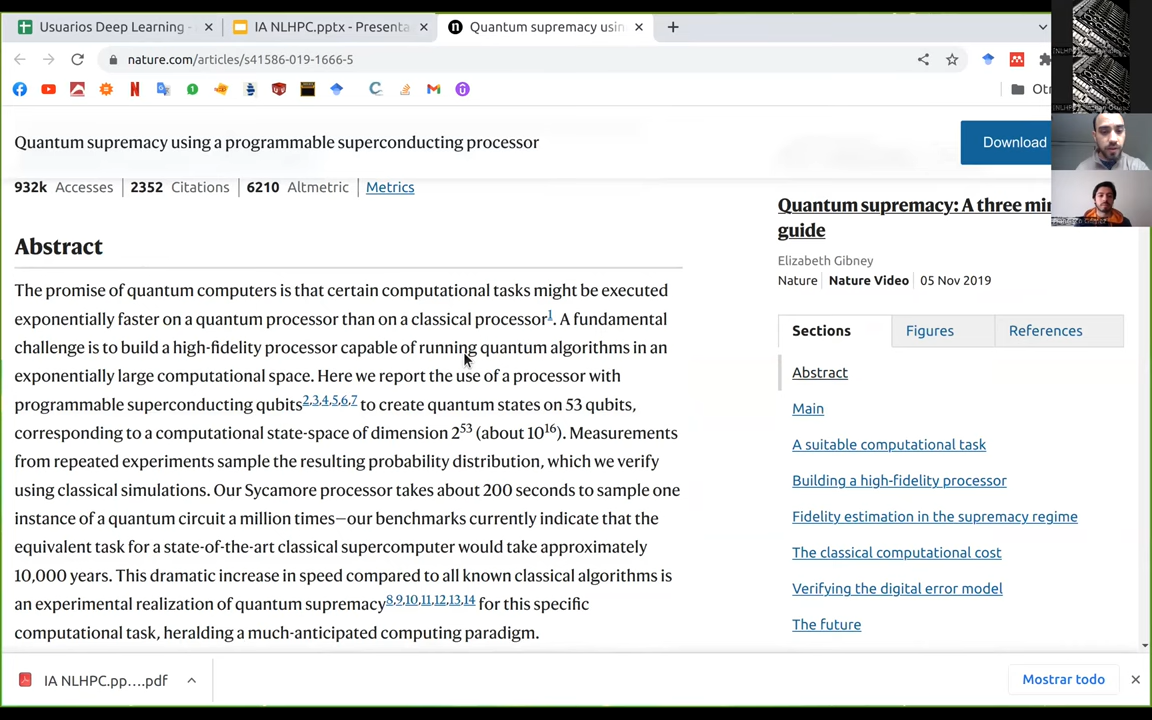 Usuarios Deep Learning -
IA NLHPC.pptx - Presenta
Quantum supremacy usin
nature.com/articles/s41586-019-1666-5
Quantum supremacy using a programmable superconducting processor
Download
932k Accesses | 2352 Citations | 6210 Altmetric | Metrics
Abstract
The promise of quantum computers is that certain computational tasks might be executed
exponentially faster on a quantum processor than on a classical processor1. A fundamental
challenge is to build a high-fidelity processor capable of running quantum algorithms in an
exponentially large computational space. Here we report the use of a processor with
programmable superconducting qubits2,3,4,5,6,7 to create quantum states on 53 qubits,
corresponding to a computational state-space of dimension 2^53 (about 10^16). Measurements
from repeated experiments sample the resulting probability distribution, which we verify
using classical simulations. Our Sycamore processor takes about 200 seconds to sample one
instance of a quantum circuit a million times—our benchmarks currently indicate that the
equivalent task for a state-of-the-art classical supercomputer would take approximately
10,000 years. This dramatic increase in speed compared to all known classical algorithms is
an experimental realization of quantum supremacy8,9,10,11,12,13,14 for this specific
computational task, heralding a much-anticipated computing paradigm.
Quantum supremacy: A three min
guide
Elizabeth Gibney
Nature | Nature Video | 05 Nov 2019
Sections
Figures
References
Abstract
Main
A suitable computational task
Building a high-fidelity processor
Fidelity estimation in the supremacy regime
The classical computational cost
Verifying the digital error model
The future
IA NLHPC.pp....pdf
Mostrar todo